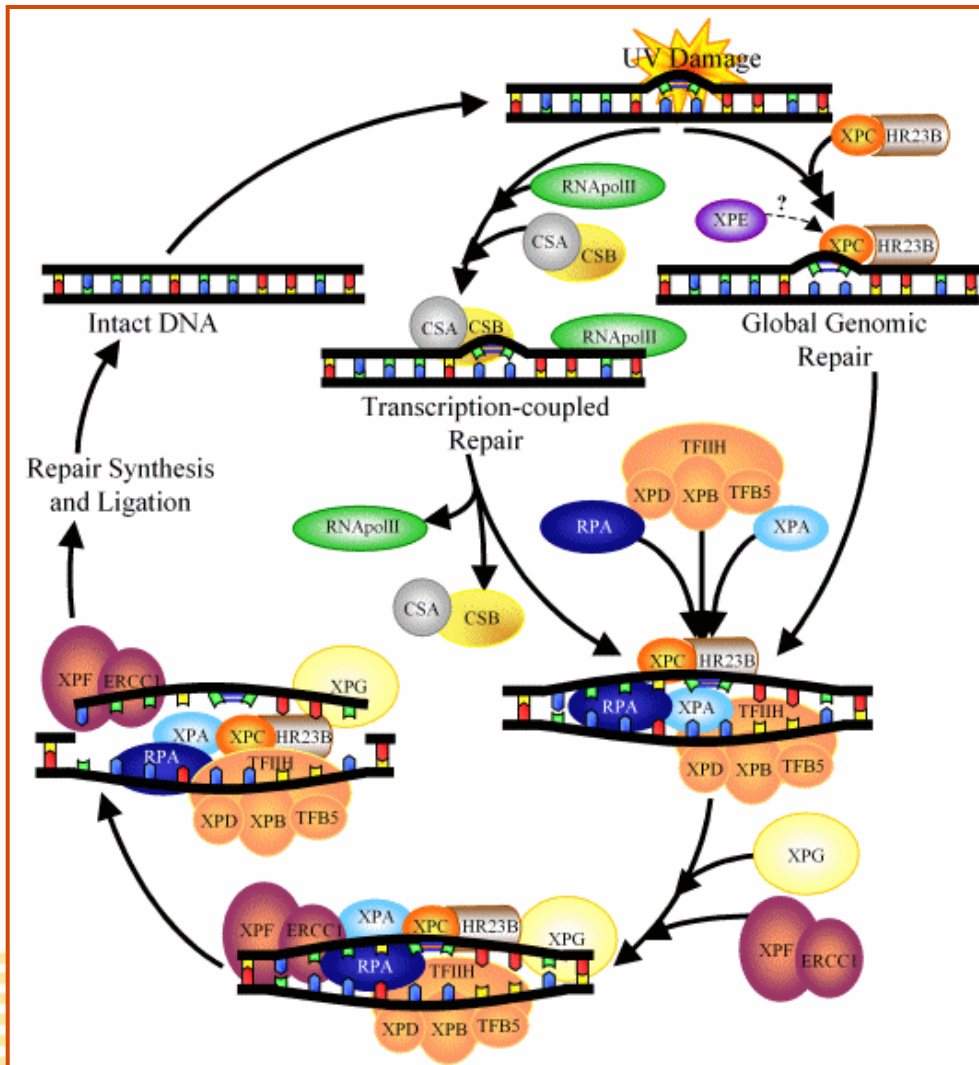 UV Damage
XPC HR23B
RNApolII
XPE
?
CSA
CSB
XPC HR23B
Intact DNA
CSA
CSB
RNApolII
Global Genomic
Repair
Transcription-coupled
Repair
TFIIH
XPD XPB TFB5
Repair Synthesis
and Ligation
RNApolII
RPA
XPA
CSA
CSB
XPC HR23B
RPA XPA TFIIH
XPD XPB TFB5
XPF ERCC1
XPG
XPA XPC HR23B
RPA TFIIH
XPD XPB TFB5
XPG
XPF ERCC1
XPF ERCC1 XPA XPC HR23B XPG
RPA TFIIH
XPD XPB TFB5